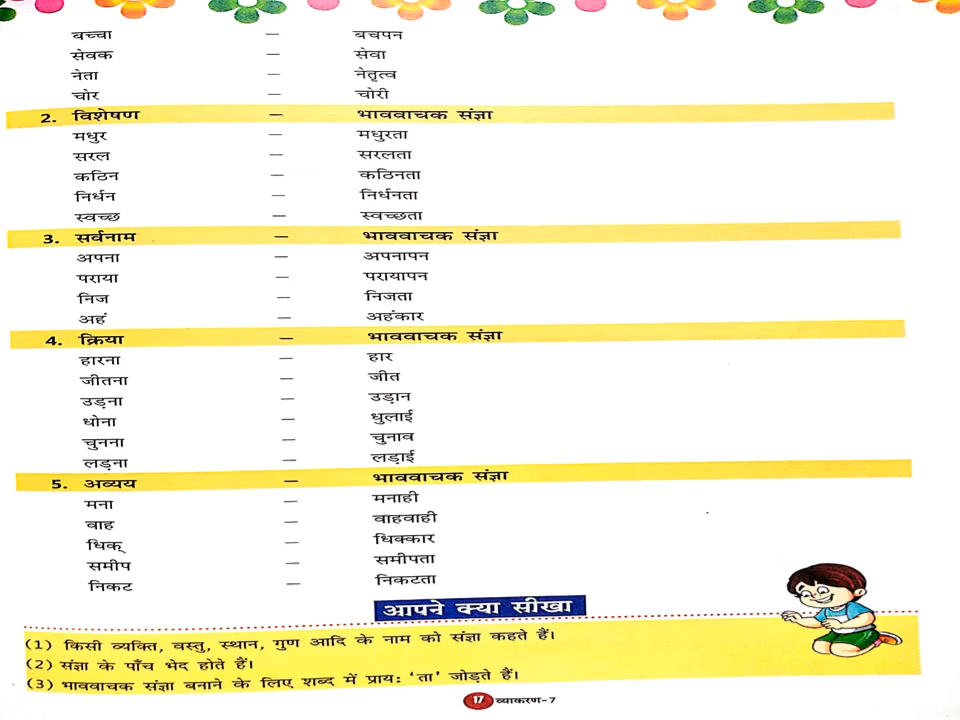 बच्चा – बचपन
सेवक – सेवा
नेता – नेतृत्व
चोर – चोरी
2. विशेषण – भाववाचक संज्ञा
मधुर – मधुरता
सरल – सरलता
कठिन – कठिनता
निर्धन – निर्धनता
स्वच्छ – स्वच्छता
3. सर्वनाम – भाववाचक संज्ञा
अपना – अपनापन
पराया – परायापन
निज – निजता
अहं – अहंकार
4. क्रिया – भाववाचक संज्ञा
हारना – हार
जीतना – जीत
उड़ना – उड़ान
धोना – धुलाई
चुनना – चुनाव
लड़ना – लड़ाई
5. अव्यय – भाववाचक संज्ञा
मना – मनाही
वाह – वाहवाही
धिक् – धिक्कार
समीप – समीपता
निकट – निकटता
आपने क्या सीखा
(1) किसी व्यक्ति, वस्तु, स्थान, गुण आदि के नाम को संज्ञा कहते हैं।
(2) संज्ञा के पाँच भेद होते हैं।
(3) भाववाचक संज्ञा बनाने के लिए शब्द में प्राय: ‘ता’ जोड़ते हैं।
17 व्याकरण-7